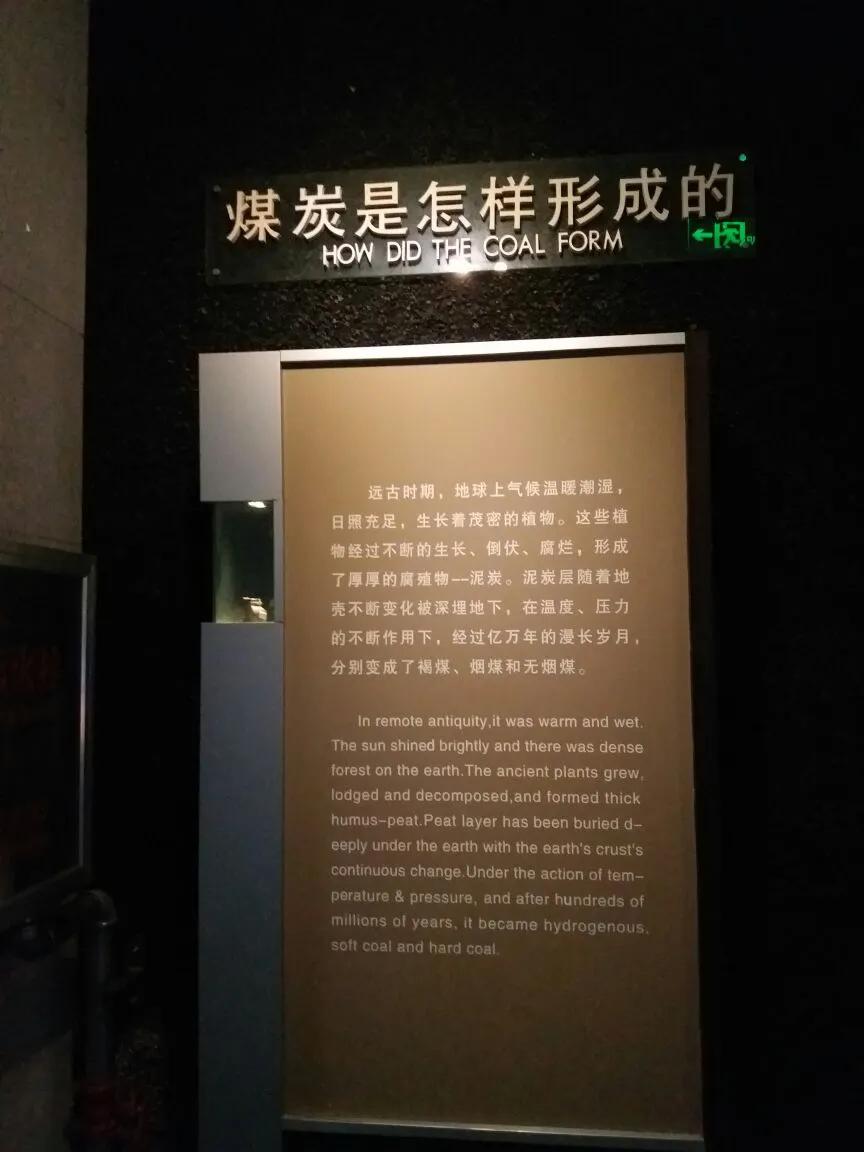 煤炭是怎样形成的
HOW DID THE COAL FORM
远古时期，地球上气候温暖潮湿，
日照充足，生长着茂密的植物。这些植
物经过不断的生长、倒伏、腐烂，形成
了厚厚的腐殖物--泥炭。泥炭层随着地
壳不断变化被深埋地下，在温度、压力
的不断作用下，经过亿万年的漫长岁月，
分别变成了褐煤、烟煤和无烟煤。
In remote antiquity,it was warm and wet.
The sun shined brightly and there was dense
forest on the earth.The ancient plants grew,
lodged and decomposed,and formed thick
humus-peat.Peat layer has been buried d-
eeply under the earth with the earth's crust's
continuous change.Under the action of tem-
perature & pressure, and after hundreds of
millions of years, it became hydrogenous,
soft coal and hard coal.